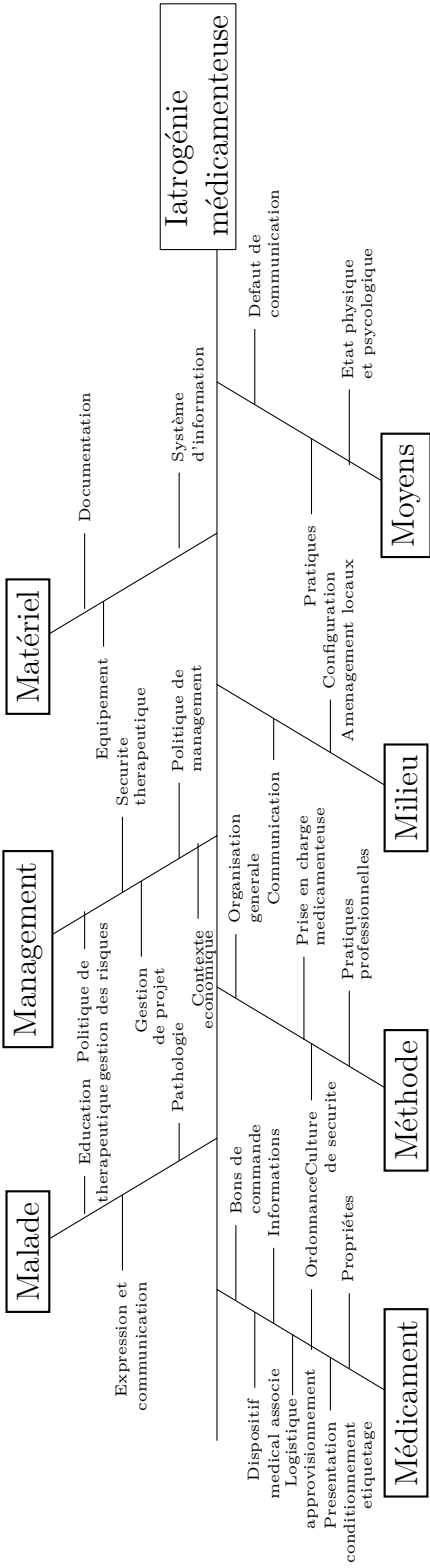 Iatrogénie
médicamenteuse
Malade
Education
therapeutique
Pathologie
Expression et
communication
Management
Politique de
gestion des risques
Securite
therapeutique
Politique de
management
Gestion
de projet
Contexte
economique
Matériel
Documentation
Système
d'information
Equipement
Médicament
Bons de
commande
Informations
Ordonnance
Propriétes
Dispositif
medical associe
Logistique
approvisionnement
Presentation
conditionnement
etiquetage
Méthode
Organisation
generale
Prise en charge
medicamenteuse
Pratiques
professionnelles
Culture
de securite
Milieu
Communication
Configuration
Amenagement locaux
Moyens
Defaut de
communication
Etat physique
et psycologique
Pratiques